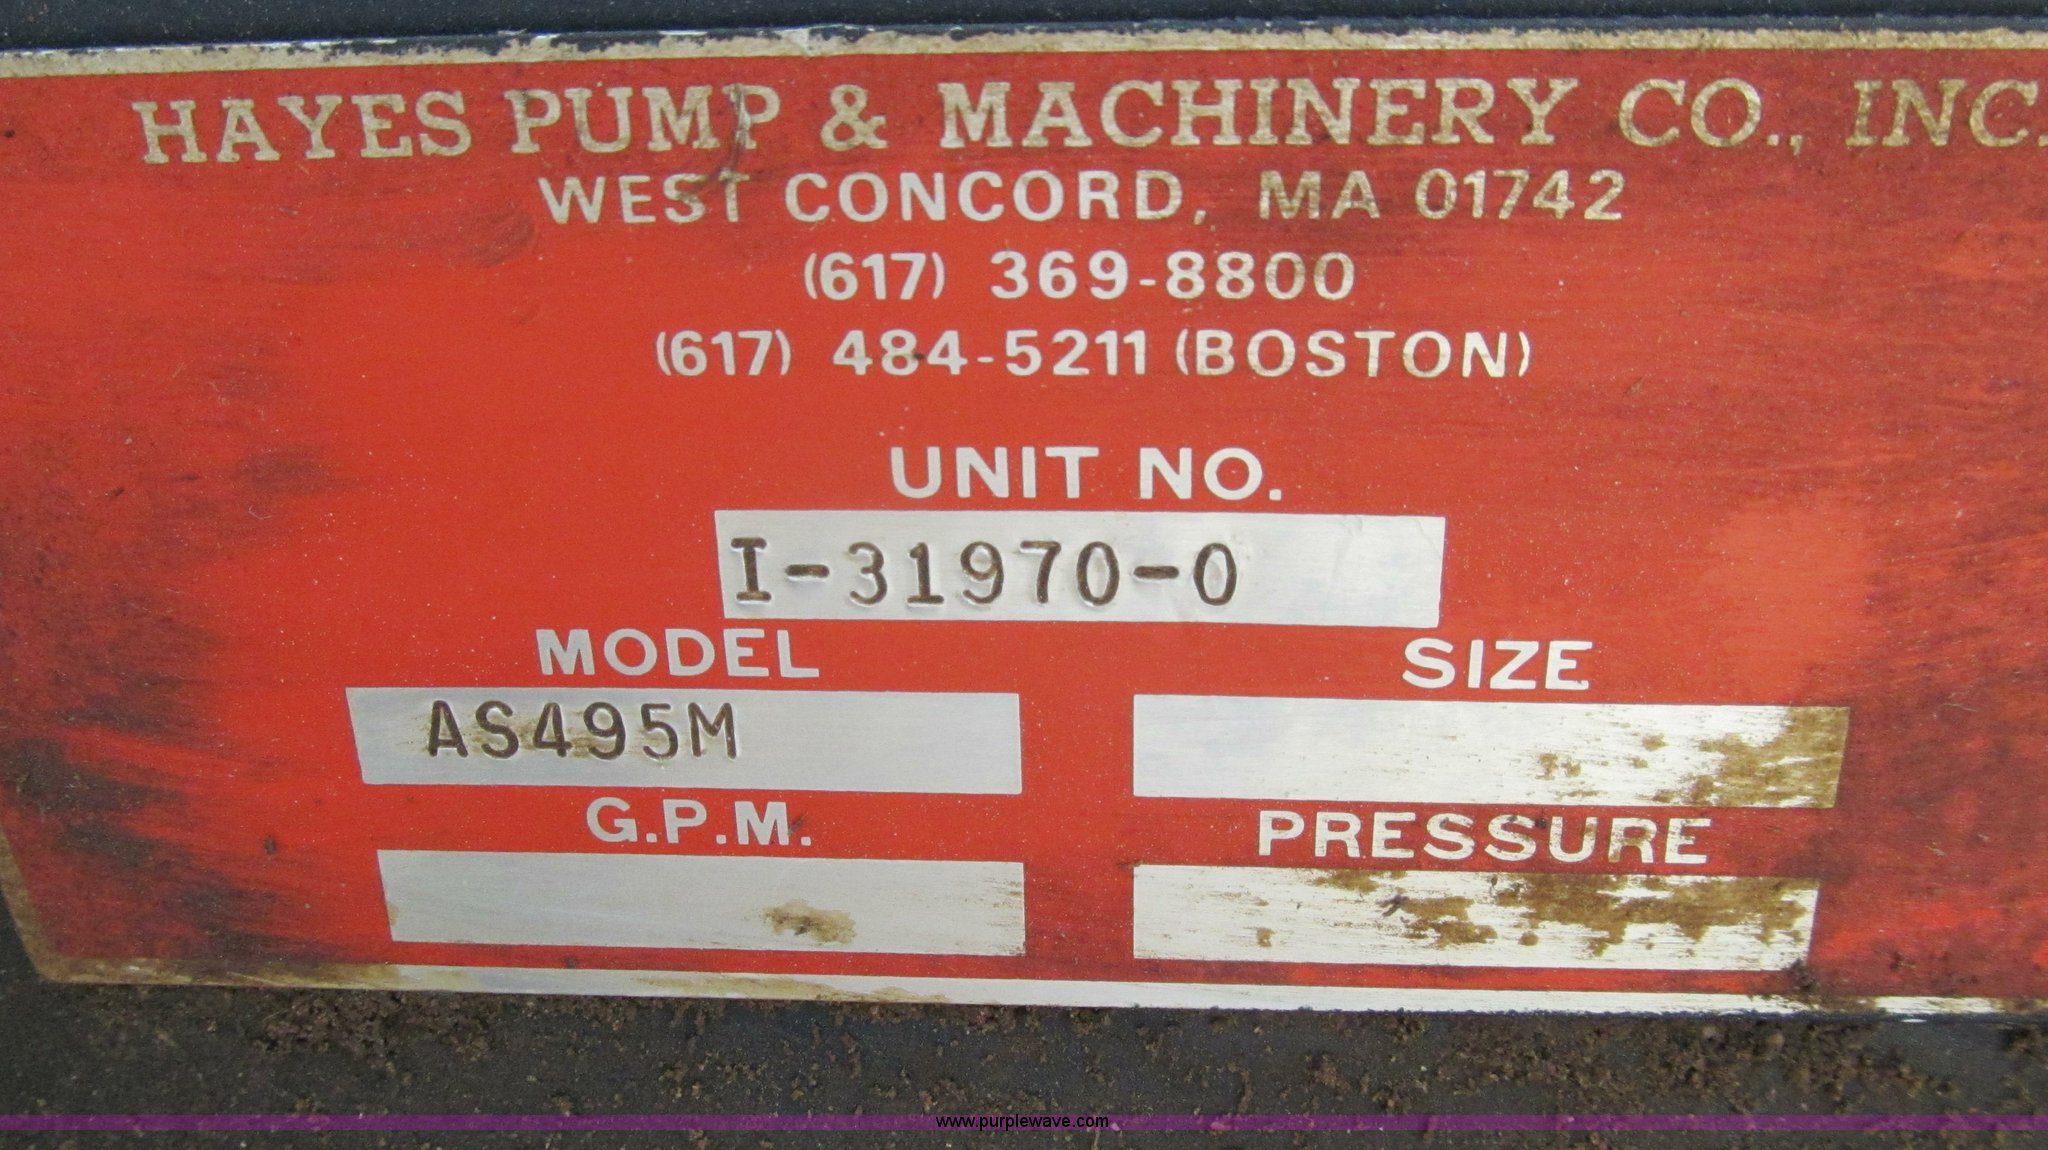 HAYES PUMP & MACHINERY CO., INC.
WEST CONCORD, MA 01742
(617) 369-8800
(617) 484-5211 (BOSTON)
UNIT NO.
I-31970-0
MODEL SIZE
AS495M
G.P.M. PRESSURE
www.purplewave.com